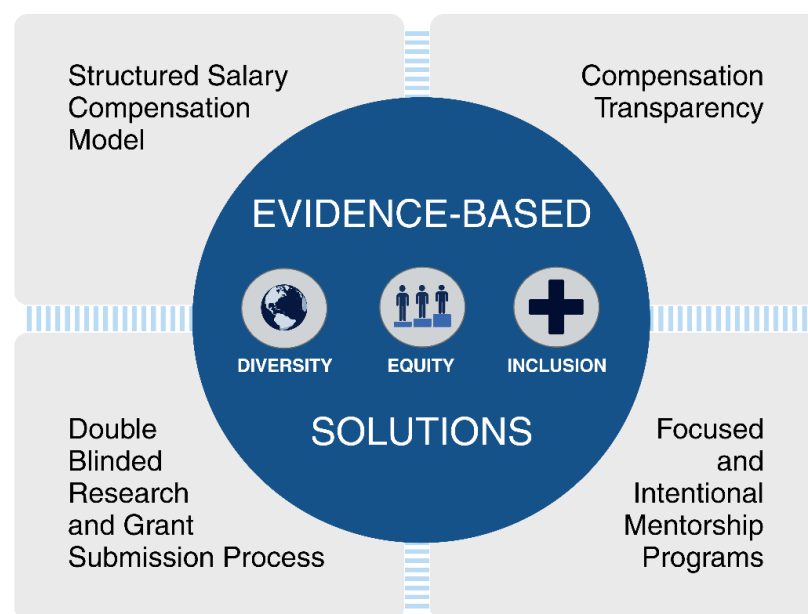 Structured Salary
Compensation
Model
Compensation
Transparency
EVIDENCE-BASED
DIVERSITY
EQUITY
INCLUSION
SOLUTIONS
Double
Blinded
Research
and Grant
Submission Process
Focused
and
Intentional
Mentorship
Programs